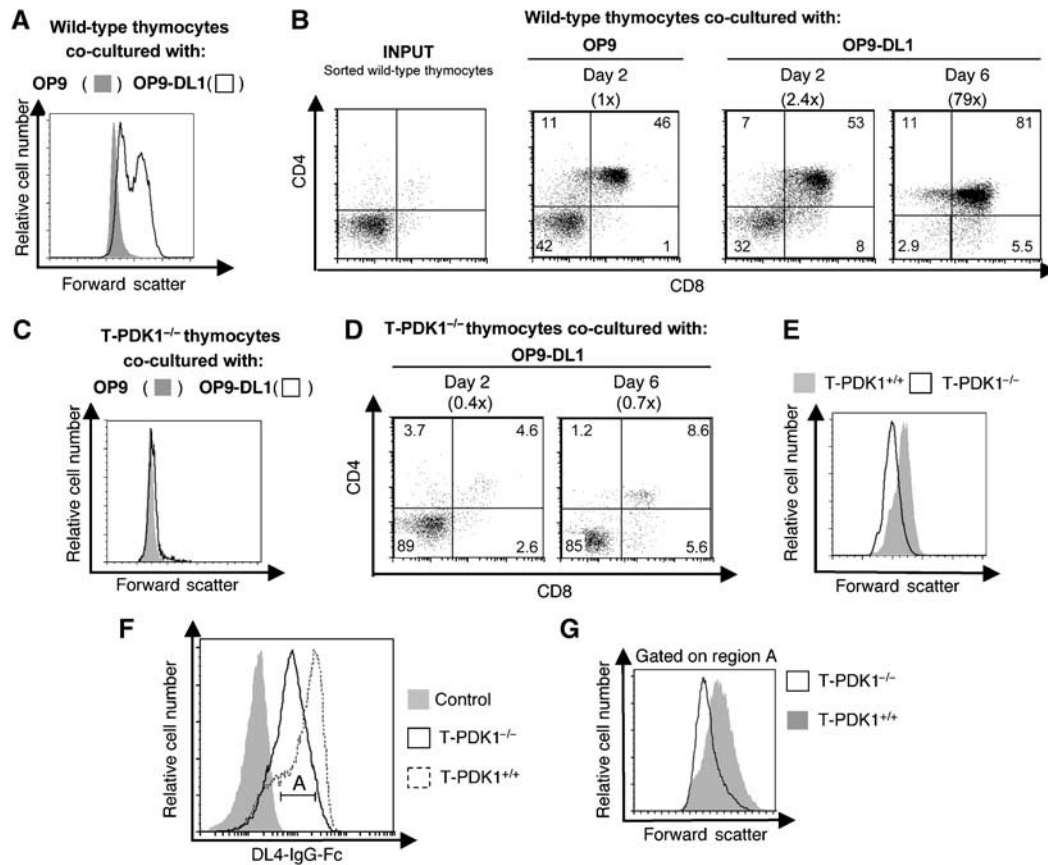 A
Wild-type thymocytes
co-cultured with:
OP9 ( ) OP9-DL1( )
Relative cell number
Forward scatter
B
Wild-type thymocytes co-cultured with:
INPUT
Sorted wild-type thymocytes
OP9
OP9-DL1
Day 2
(1x)
Day 2
(2.4x)
Day 6
(79x)
CD4
11 46
42 1
7 53
32 8
11 81
2.9 5.5
CD8
C
T-PDK1–/– thymocytes
co-cultured with:
OP9 ( ) OP9-DL1( )
Relative cell number
Forward scatter
D
T-PDK1–/– thymocytes co-cultured with:
OP9-DL1
Day 2
(0.4x)
Day 6
(0.7x)
CD4
3.7 4.6
89 2.6
1.2 8.6
85 5.6
CD8
E
T-PDK1+/+ T-PDK1–/–
Relative cell number
Forward scatter
F
Relative cell number
A
DL4-IgG-Fc
Control
T-PDK1–/–
T-PDK1+/+
G
Gated on region A
Relative cell number
Forward scatter
T-PDK1–/–
T-PDK1+/+